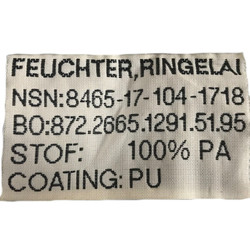 FEUCHTER,RINGELAI
NSN:8465-17-104-1718
BO:872.2665.1291.51.95
STOF: 100% PA
COATING: PU